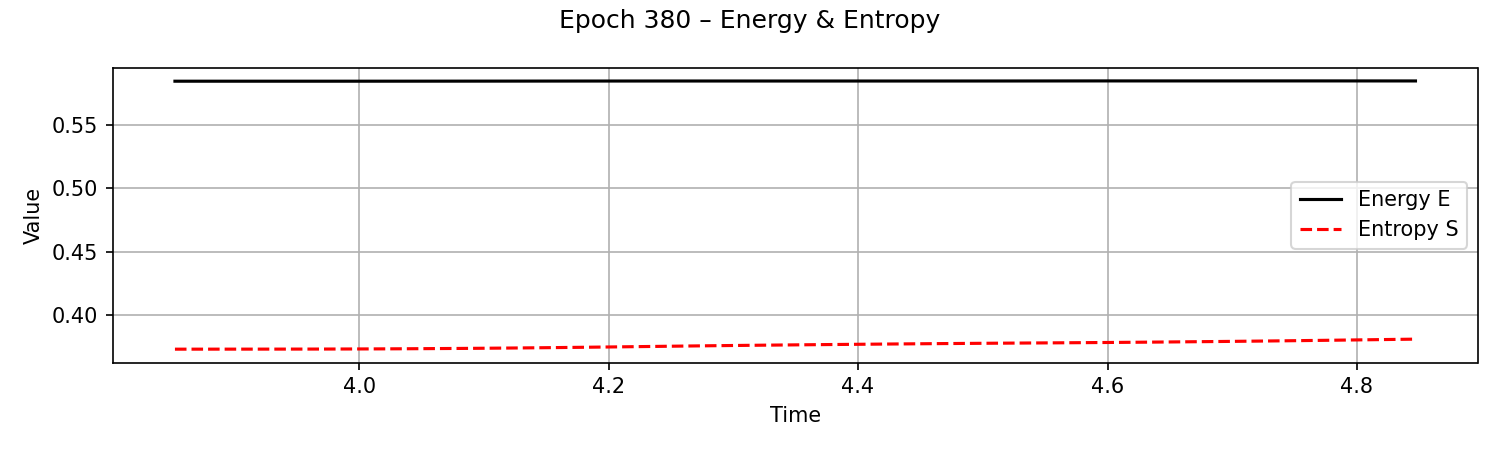 Epoch 380 – Energy & Entropy
Value
0.55
0.50
0.45
0.40
Energy E
Entropy S
4.0 4.2 4.4 4.6 4.8
Time